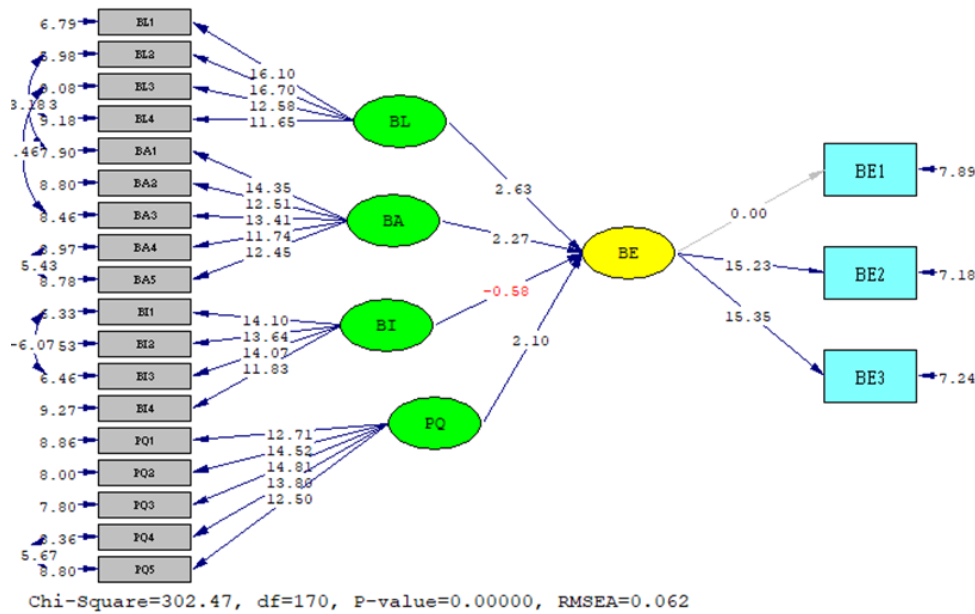 6.79 BL1
BL2
BL3
9.18 BL4
BA1
8.80 BA2
8.46 BA3
BA4
5.43
8.78 BA5
BI1
BI2
6.46 BI3
9.27 BI4
8.86 PQ1
8.00 PQ2
7.80 PQ3
PQ4
5.67
8.80 PQ5
16.10
16.70
12.58
11.65
14.35
12.51
13.41
11.74
12.45
14.10
13.64
14.07
11.83
12.71
14.52
14.81
13.80
12.50
BL
BA
BI
PQ
2.63
2.27
-0.58
2.10
BE
0.00
15.23
15.35
BE1 7.89
BE2 7.18
BE3 7.24
Chi-Square=302.47, df=170, P-value=0.00000, RMSEA=0.062